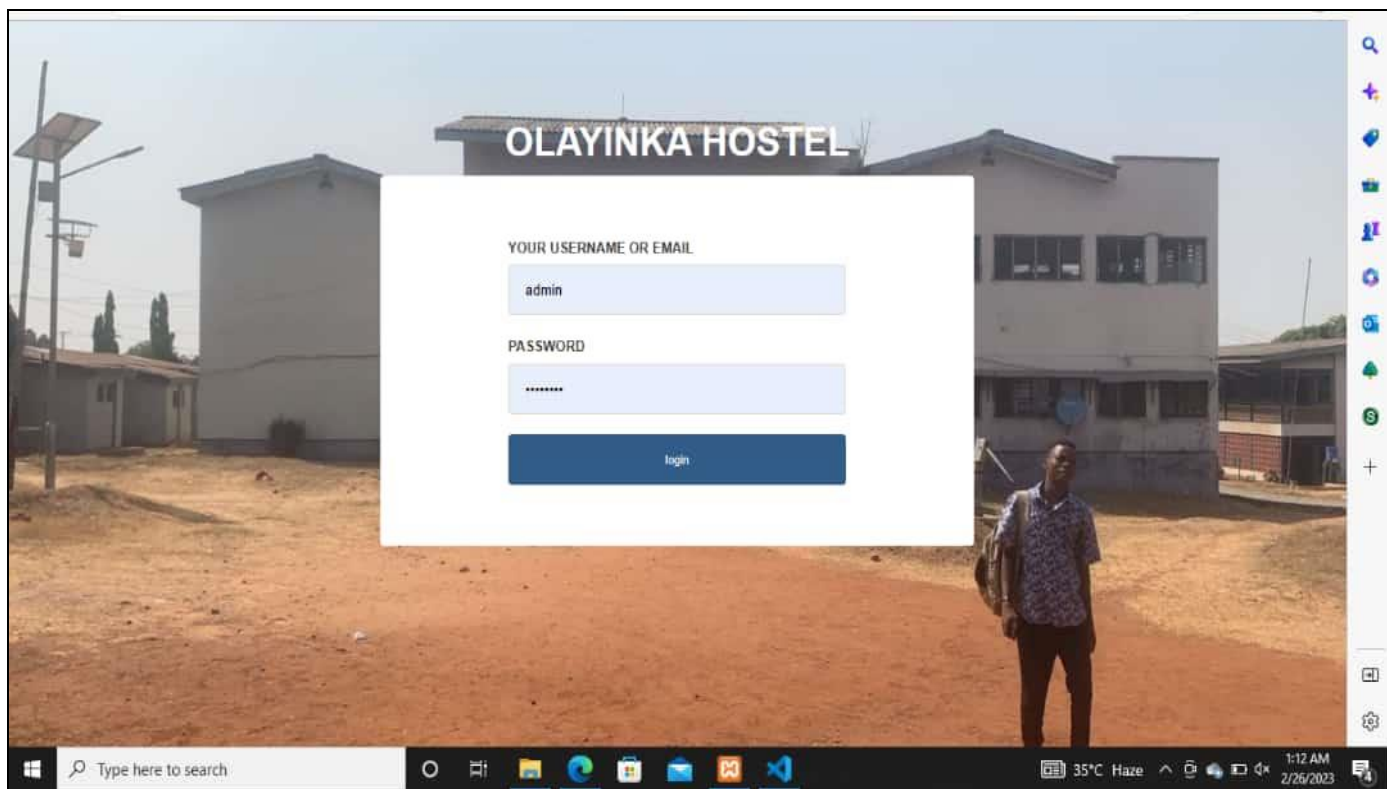 OLAYINKA HOSTEL
YOUR USERNAME OR EMAIL
admin
PASSWORD
••••••••
login
Type here to search
35°C Haze
1:12 AM
2/26/2023
4